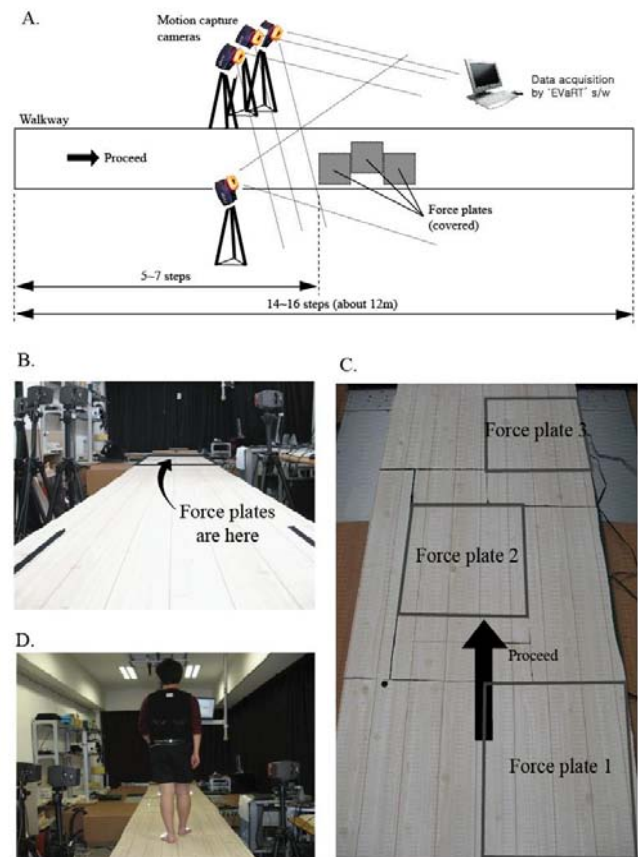 A.
Motion capture
cameras
Data acquisition
by 'EVaRT' s/w
Walkway
Proceed
Force plates
(covered)
5~7 steps
14~16 steps (about 12m)
B.
Force plates
are here
C.
Force plate 3
Force plate 2
Proceed
Force plate 1
D.